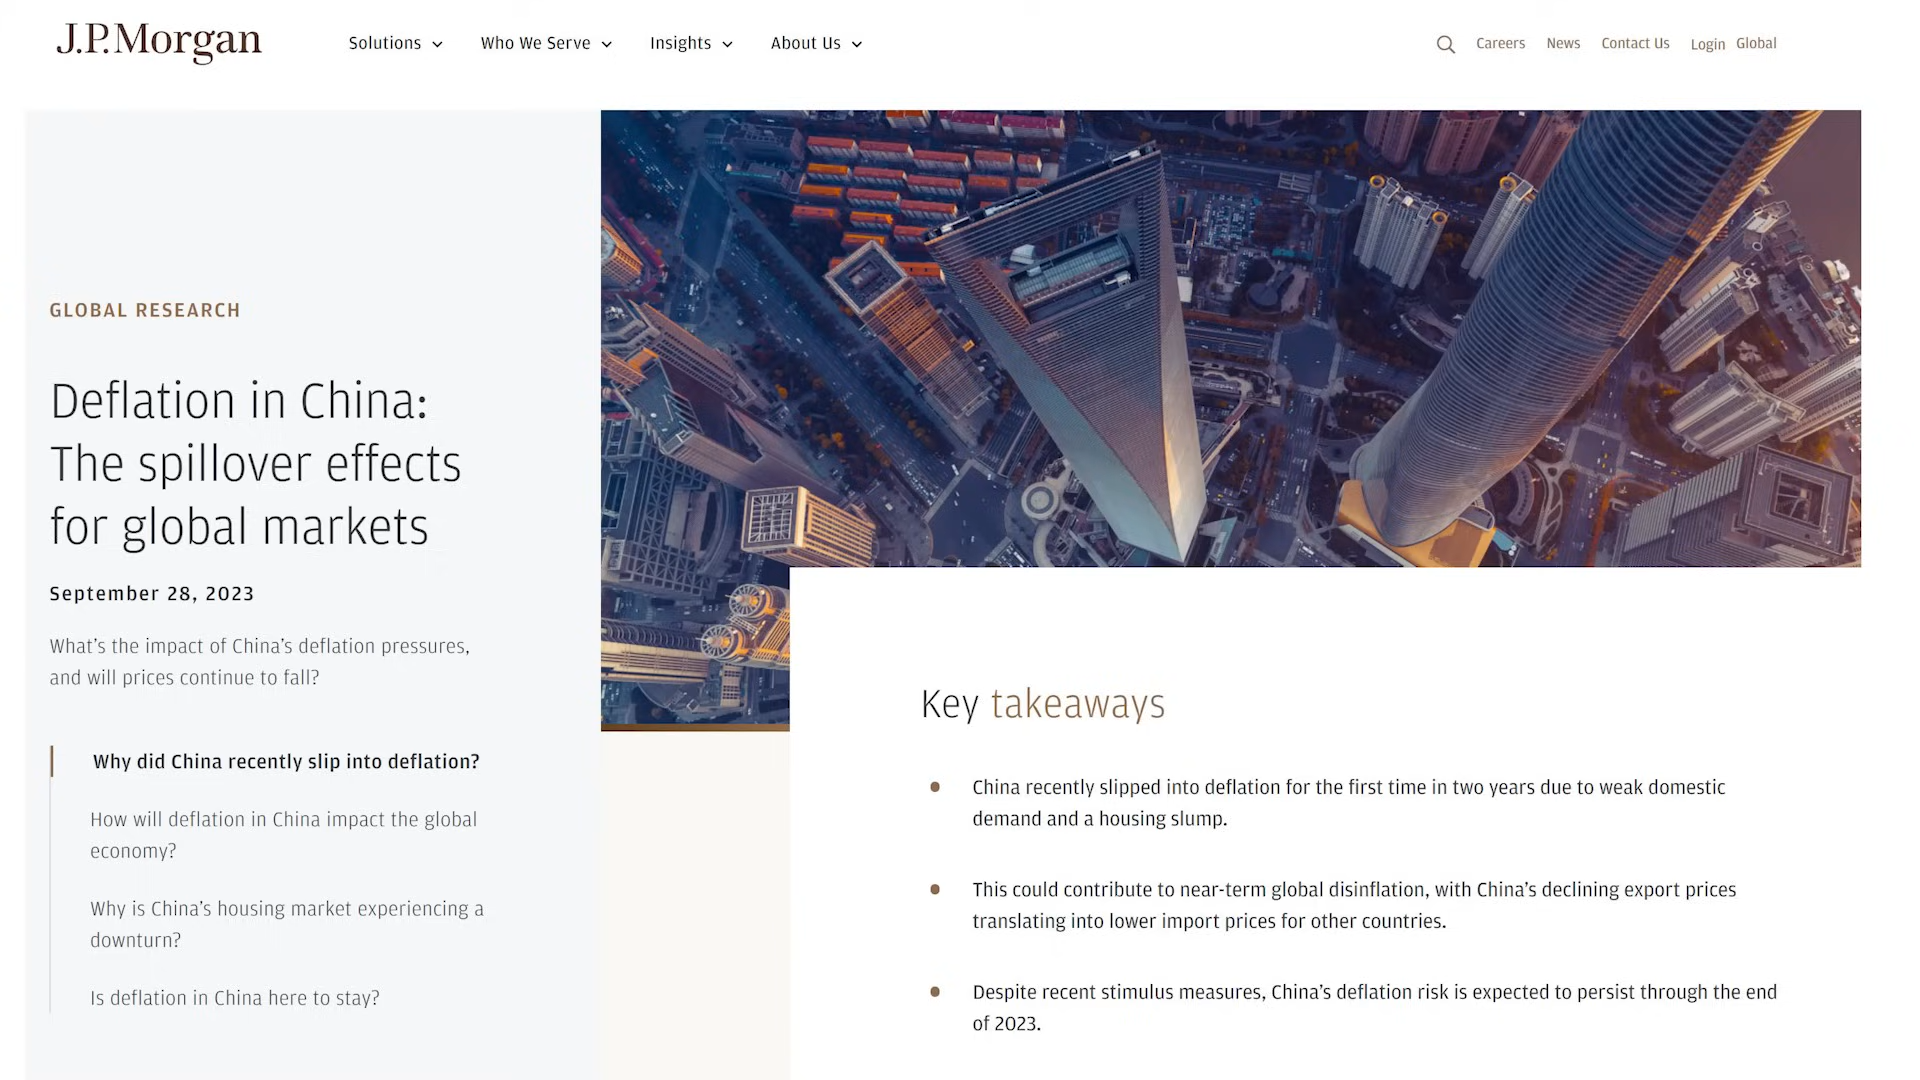 J.P.Morgan
Solutions
Who We Serve
Insights
About Us
Careers
News
Contact Us
Login
Global
GLOBAL RESEARCH
Deflation in China:
The spillover effects
for global markets
September 28, 2023
What's the impact of China's deflation pressures,
and will prices continue to fall?
Why did China recently slip into deflation?
How will deflation in China impact the global
economy?
Why is China's housing market experiencing a
downturn?
Is deflation in China here to stay?
Key takeaways
China recently slipped into deflation for the first time in two years due to weak domestic
demand and a housing slump.
This could contribute to near-term global disinflation, with China's declining export prices
translating into lower import prices for other countries.
Despite recent stimulus measures, China's deflation risk is expected to persist through the end
of 2023.